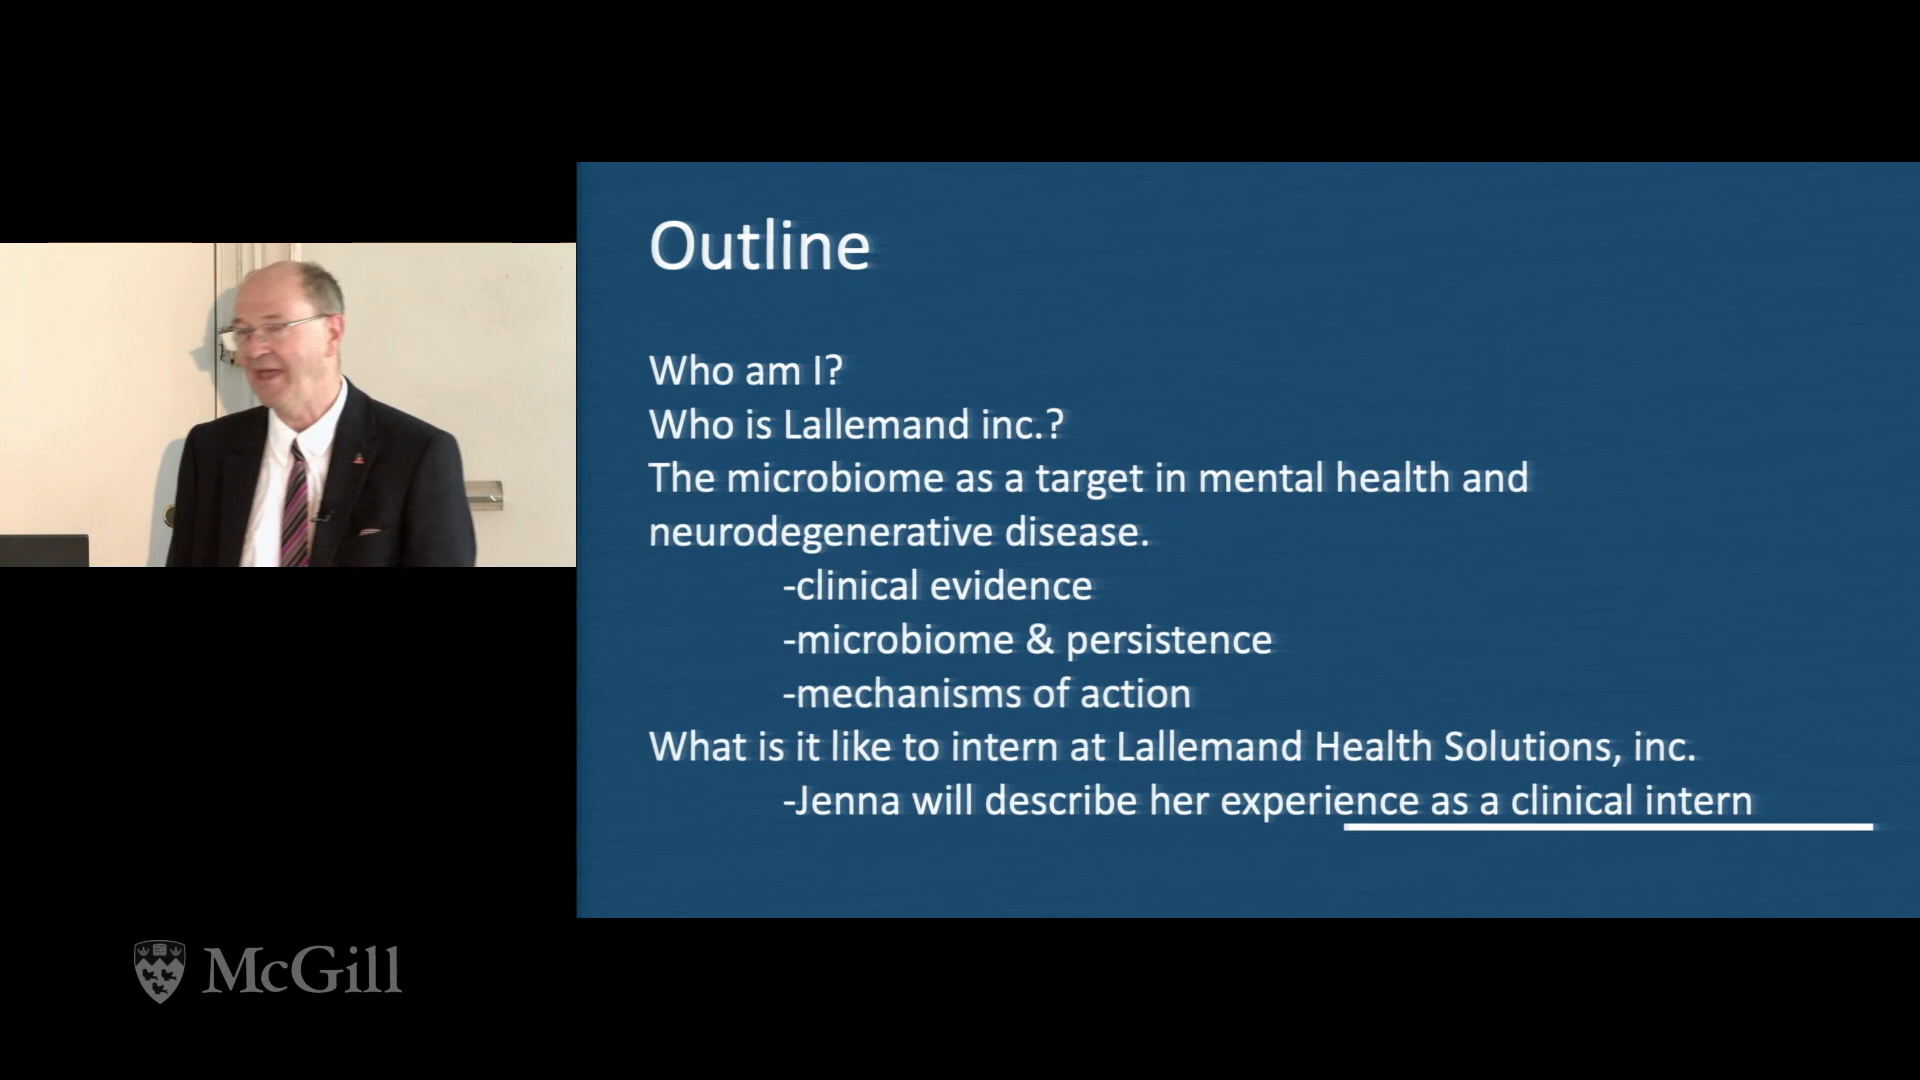 Outline
Who am I?
Who is Lallemand inc.?
The microbiome as a target in mental health and
neurodegenerative disease.
-clinical evidence
-microbiome & persistence
-mechanisms of action
What is it like to intern at Lallemand Health Solutions, inc.
-Jenna will describe her experience as a clinical intern
McGill